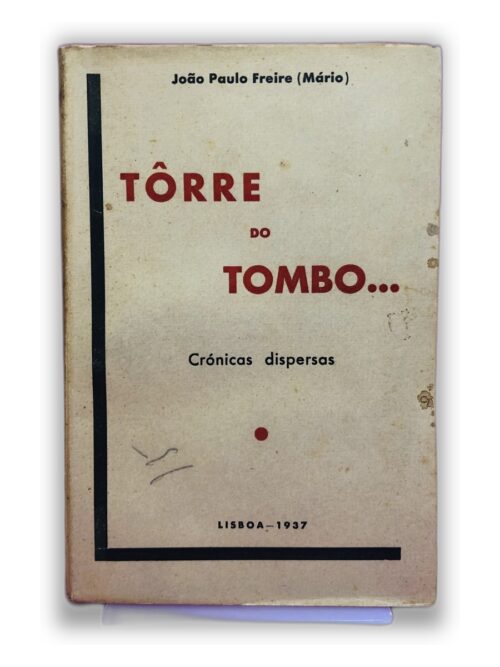 João Paulo Freire (Mário)
TÔRRE
DO
TOMBO...
Crónicas dispersas
LISBOA—1937